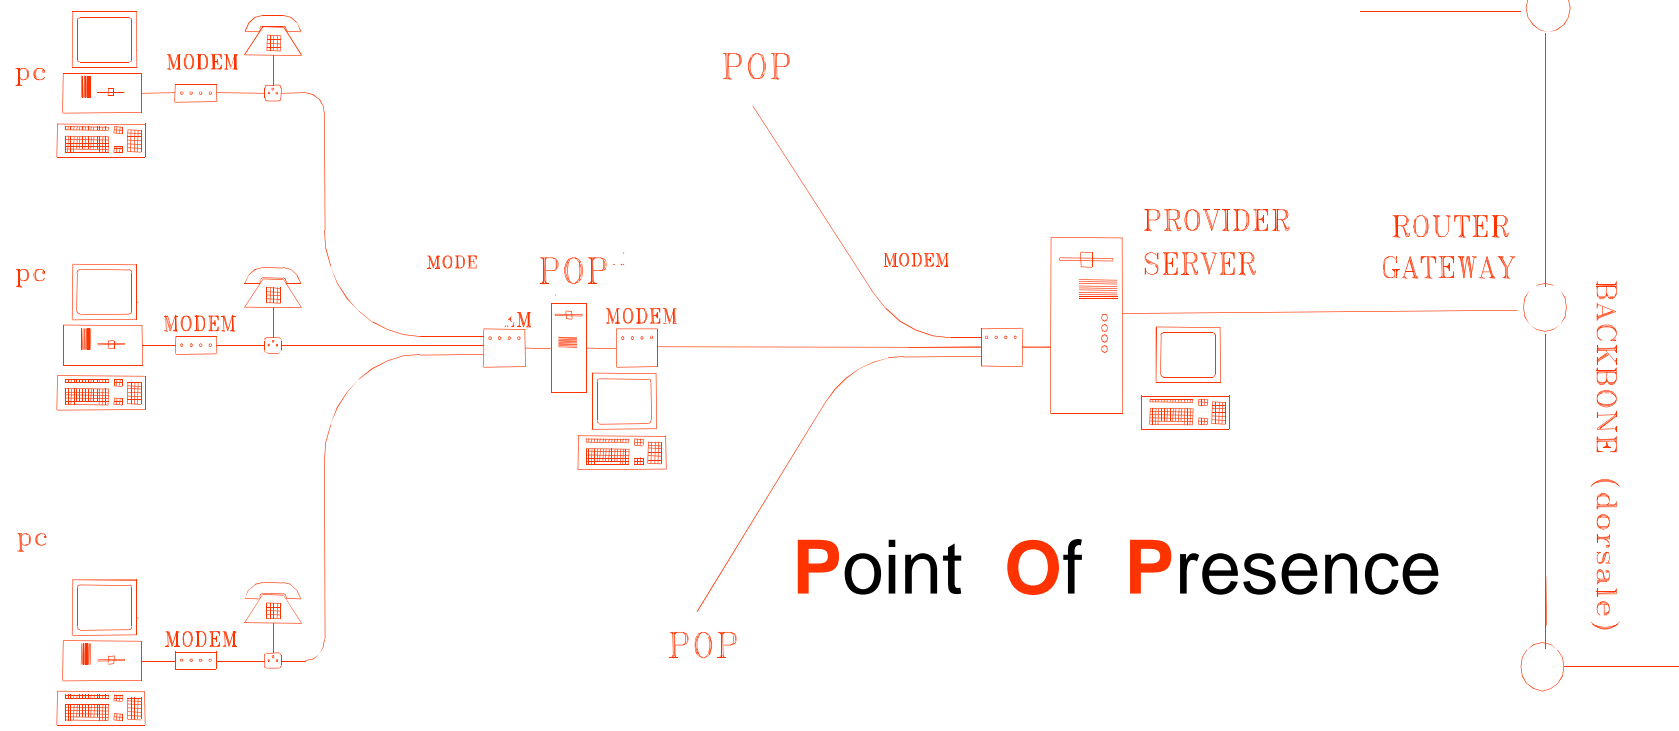 pc
MODEM
POP
PROVIDER
SERVER
ROUTER
GATEWAY
pc
MODE
POP
MODEM
MODEM
MODEM
BACKBONE (dorsale)
Point Of Presence
pc
MODEM
POP